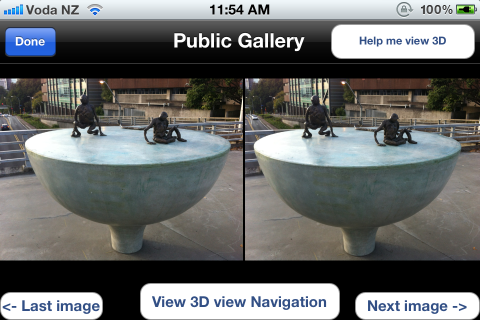 Voda NZ 11:54 AM 100%
Done Public Gallery Help me view 3D
<- Last image View 3D view Navigation Next image ->